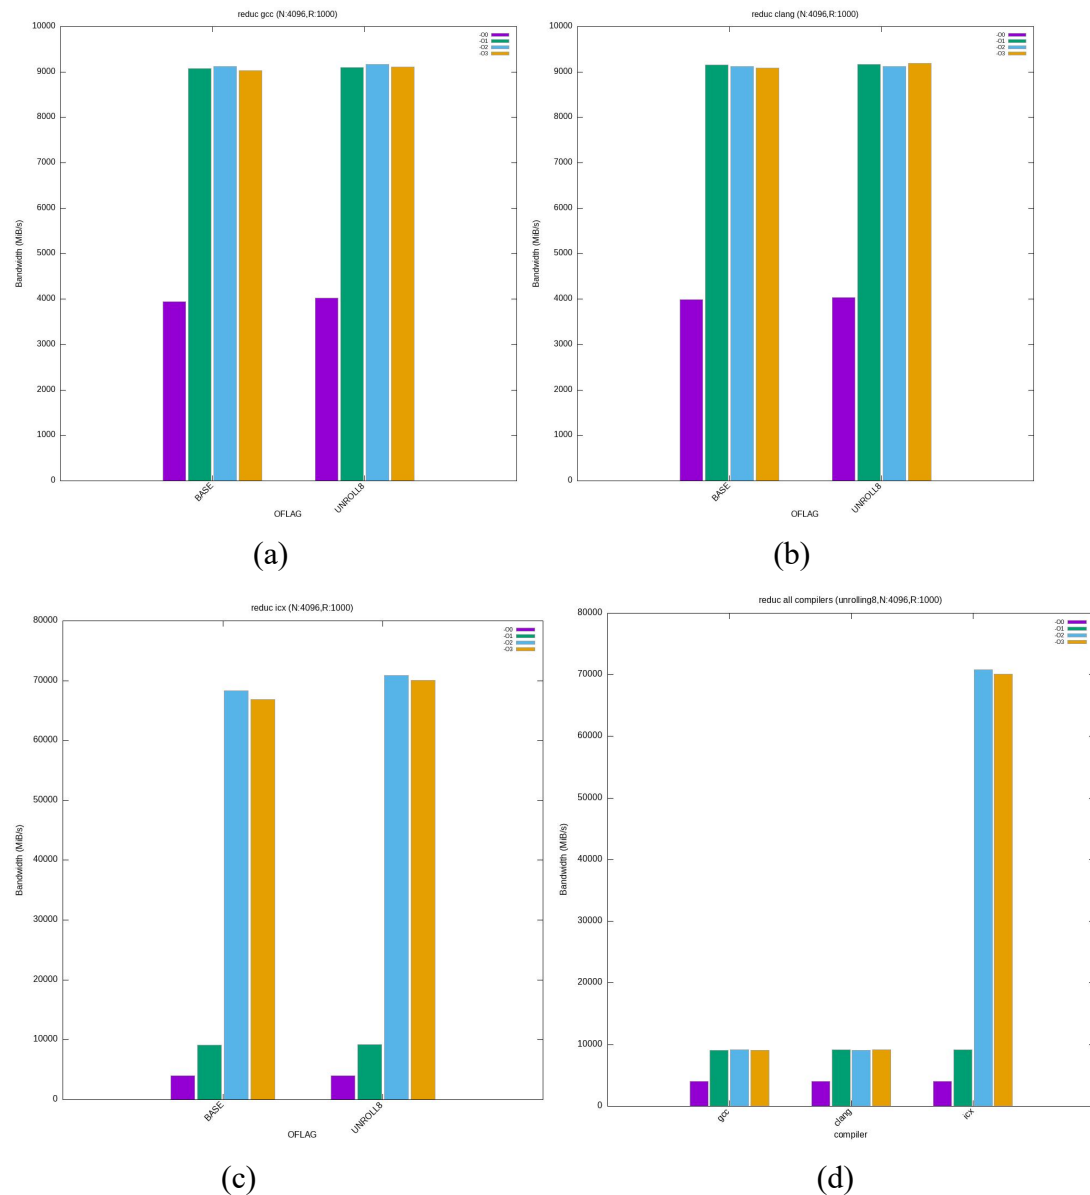 reduc gcc (N:4096,R:1000)
10000
9000
8000
7000
6000
5000
4000
3000
2000
1000
0
Bandwidth (MiB/s)
-O0
-O1
-O2
-O3
BASE
UNROLL8
OFLAG
(a)
reduc clang (N:4096,R:1000)
10000
9000
8000
7000
6000
5000
4000
3000
2000
1000
0
Bandwidth (MiB/s)
-O0
-O1
-O2
-O3
BASE
UNROLL8
OFLAG
(b)
reduc icx (N:4096,R:1000)
80000
70000
60000
50000
40000
30000
20000
10000
0
Bandwidth (MiB/s)
-O0
-O1
-O2
-O3
BASE
UNROLL8
OFLAG
(c)
reduc all compilers (unrolling8,N:4096,R:1000)
80000
70000
60000
50000
40000
30000
20000
10000
0
Bandwidth (MiB/s)
-O0
-O1
-O2
-O3
gcc
clang
icx
compiler
(d)